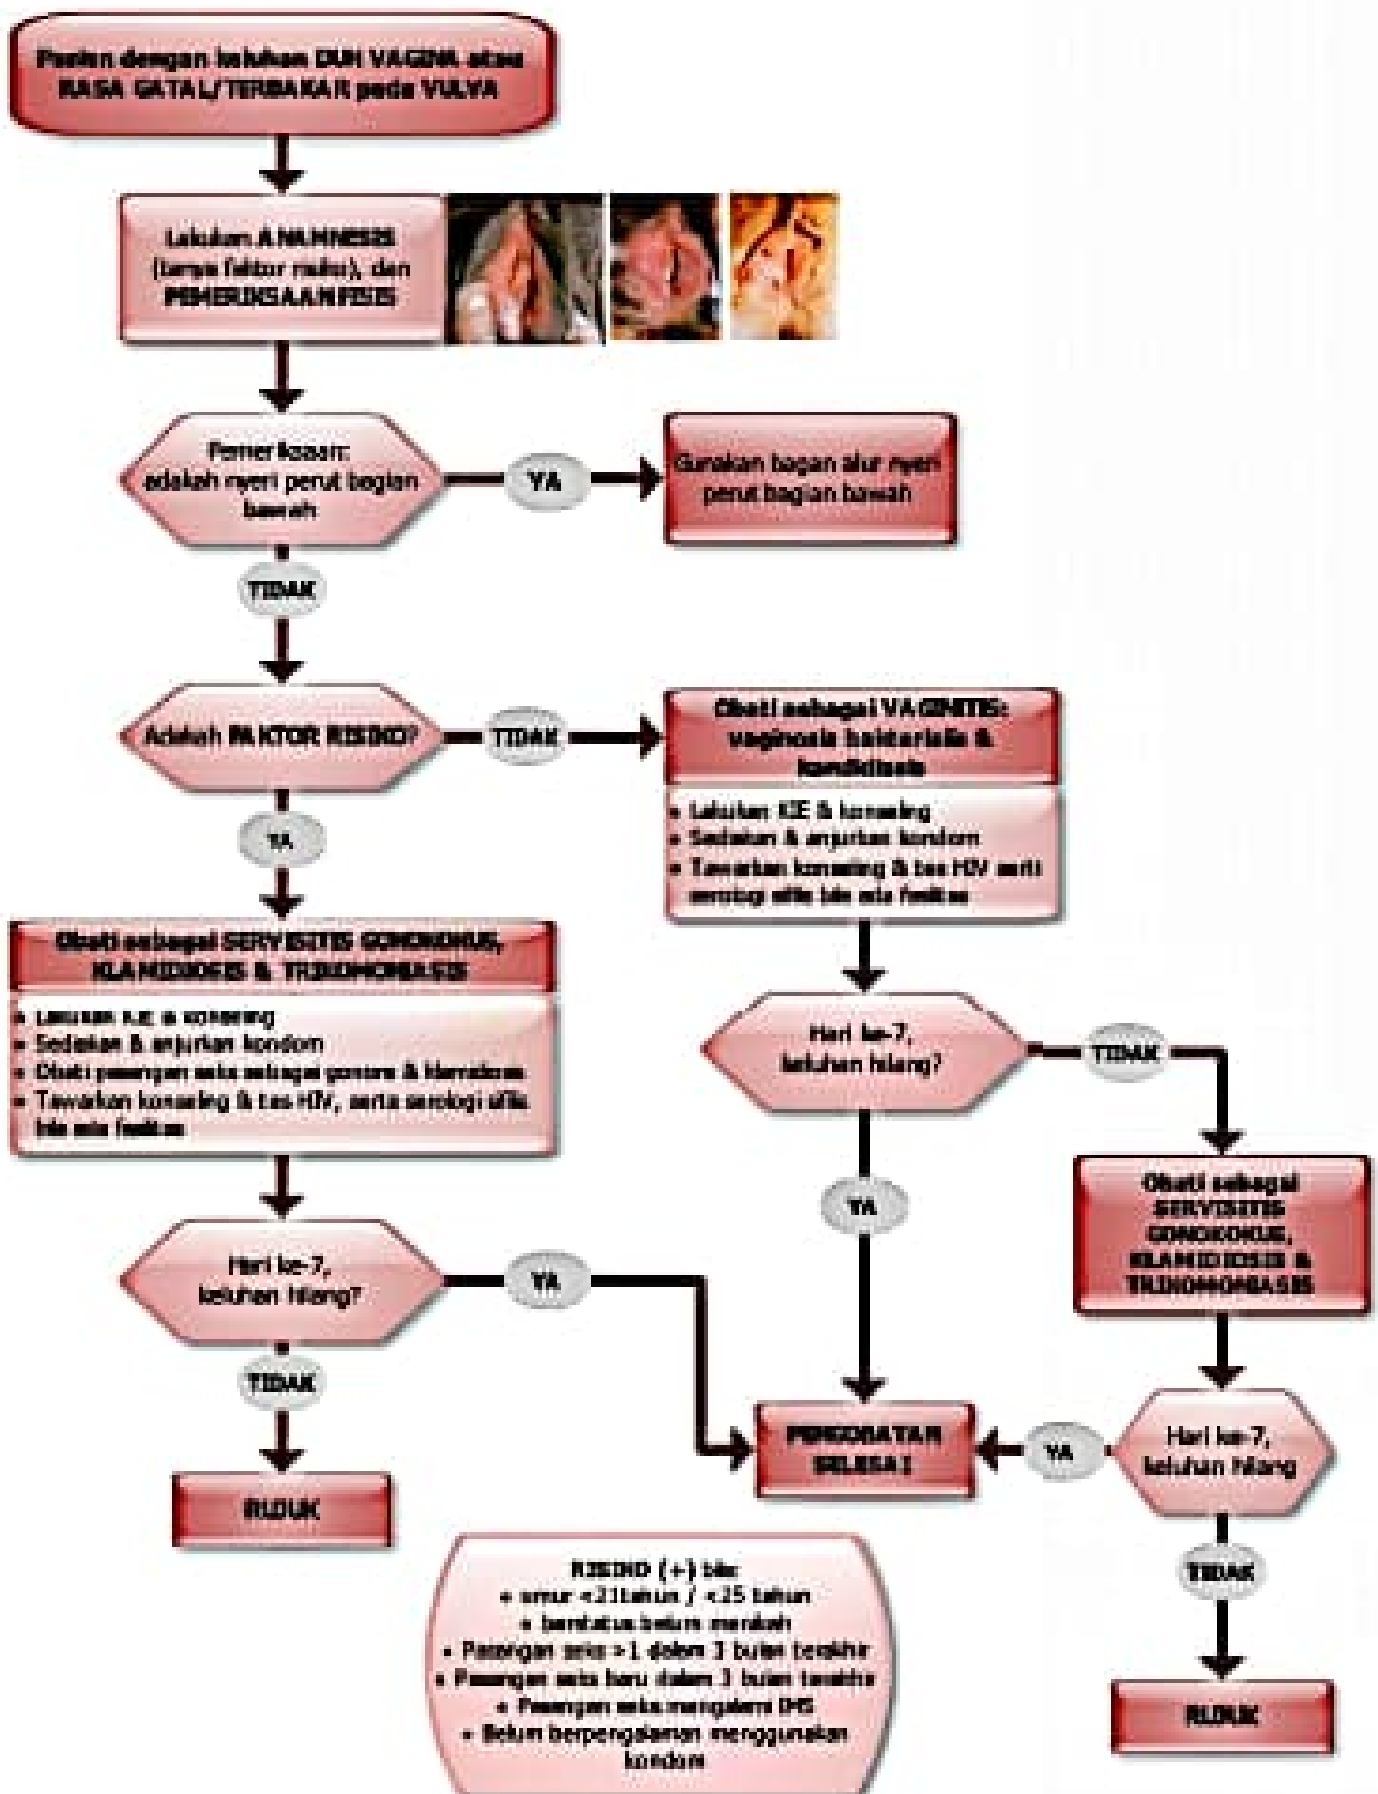 Pasien dengan keluhan DUH VAGINA atau
RASA GATAL/TERBAKAR pada VULVA
Lakukan ANAMNESIS
(tanya faktor risiko), dan
PEMERIKSAAN FISIS
Pemeriksaan:
adakah nyeri perut bagian
bawah
YA
Gunakan bagan alur nyeri
perut bagian bawah
TIDAK
Adakah FAKTOR RISIKO?
TIDAK
Obati sebagai VAGINITIS:
vaginosis bakterialis &
kandidiasis
• Lakukan KIE & konseling
• Sediakan & anjurkan kondom
• Tawarkan konseling & tes HIV serta
serologi sifilis bila ada fasilitas
YA
Obati sebagai SERVISITIS GONOKOKUS,
KLAMIDIOSIS & TRIKOMONIASIS
• Lakukan KIE & konseling
• Sediakan & anjurkan kondom
• Obati pasangan seks sebagai gonore & klamidiosis
• Tawarkan konseling & tes HIV, serta serologi sifilis
bila ada fasilitas
Hari ke-7,
keluhan hilang?
TIDAK
YA
Obati sebagai
SERVISITIS
GONOKOKUS,
KLAMIDIOSIS &
TRIKOMONIASIS
Hari ke-7,
keluhan hilang?
YA
TIDAK
RUJUK
PENGOBATAN
SELESAI
YA
Hari ke-7,
keluhan hilang
TIDAK
RUJUK
RISIKO (+) bila
• umur <21tahun / <25 tahun
• berstatus belum menikah
• Pasangan seks >1 dalam 3 bulan terakhir
• Pasangan seks baru dalam 3 bulan terakhir
• Pasangan seks mengalami IMS
• Belum berpengalaman menggunakan
kondom